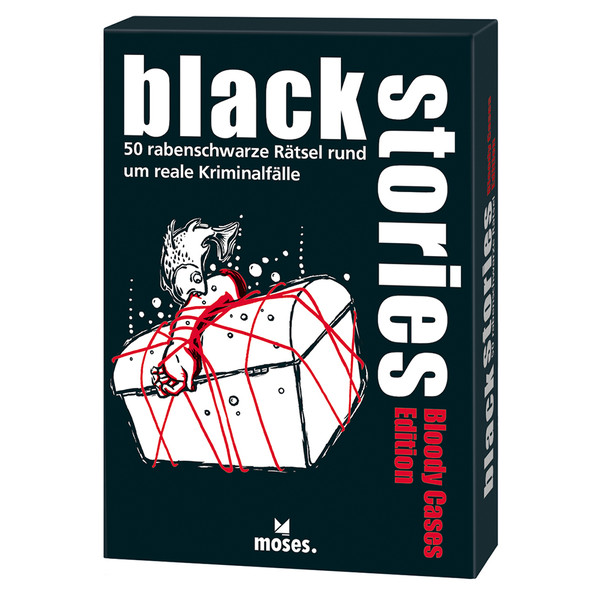 black
stories
50 rabenschwarze Rätsel rund
um reale Kriminalfälle
Bloody Cases
Edition
moses.
black stories